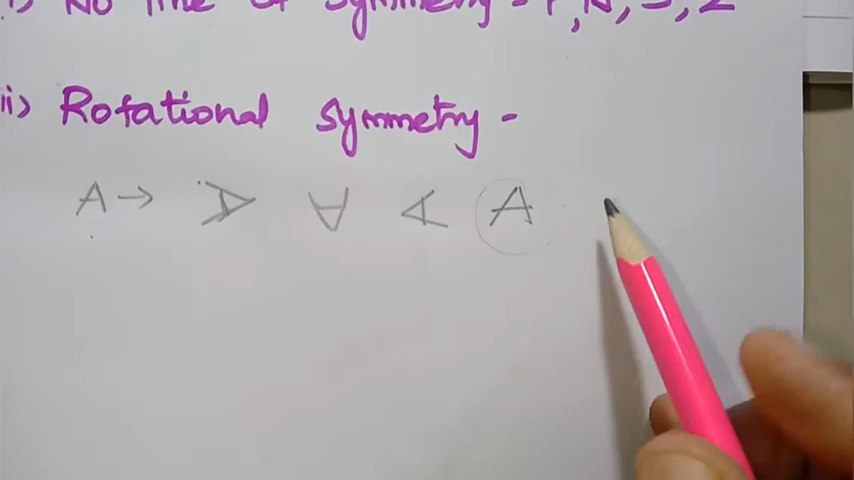 No line of symmetry - P, N, S, Z
ii) Rotational symmetry -
A → A A A A